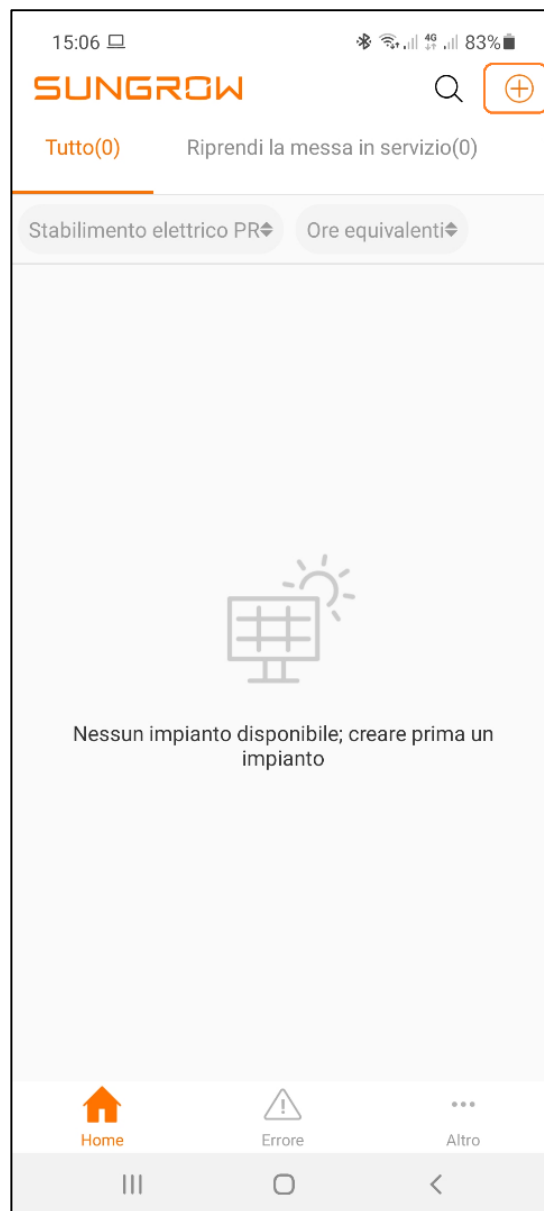 15:06 4G 83%
SUNGROW
Tutto(0) Riprendi la messa in servizio(0)
Stabilimento elettrico PR Ore equivalenti
Nessun impianto disponibile; creare prima un
impianto
Home Errore Altro